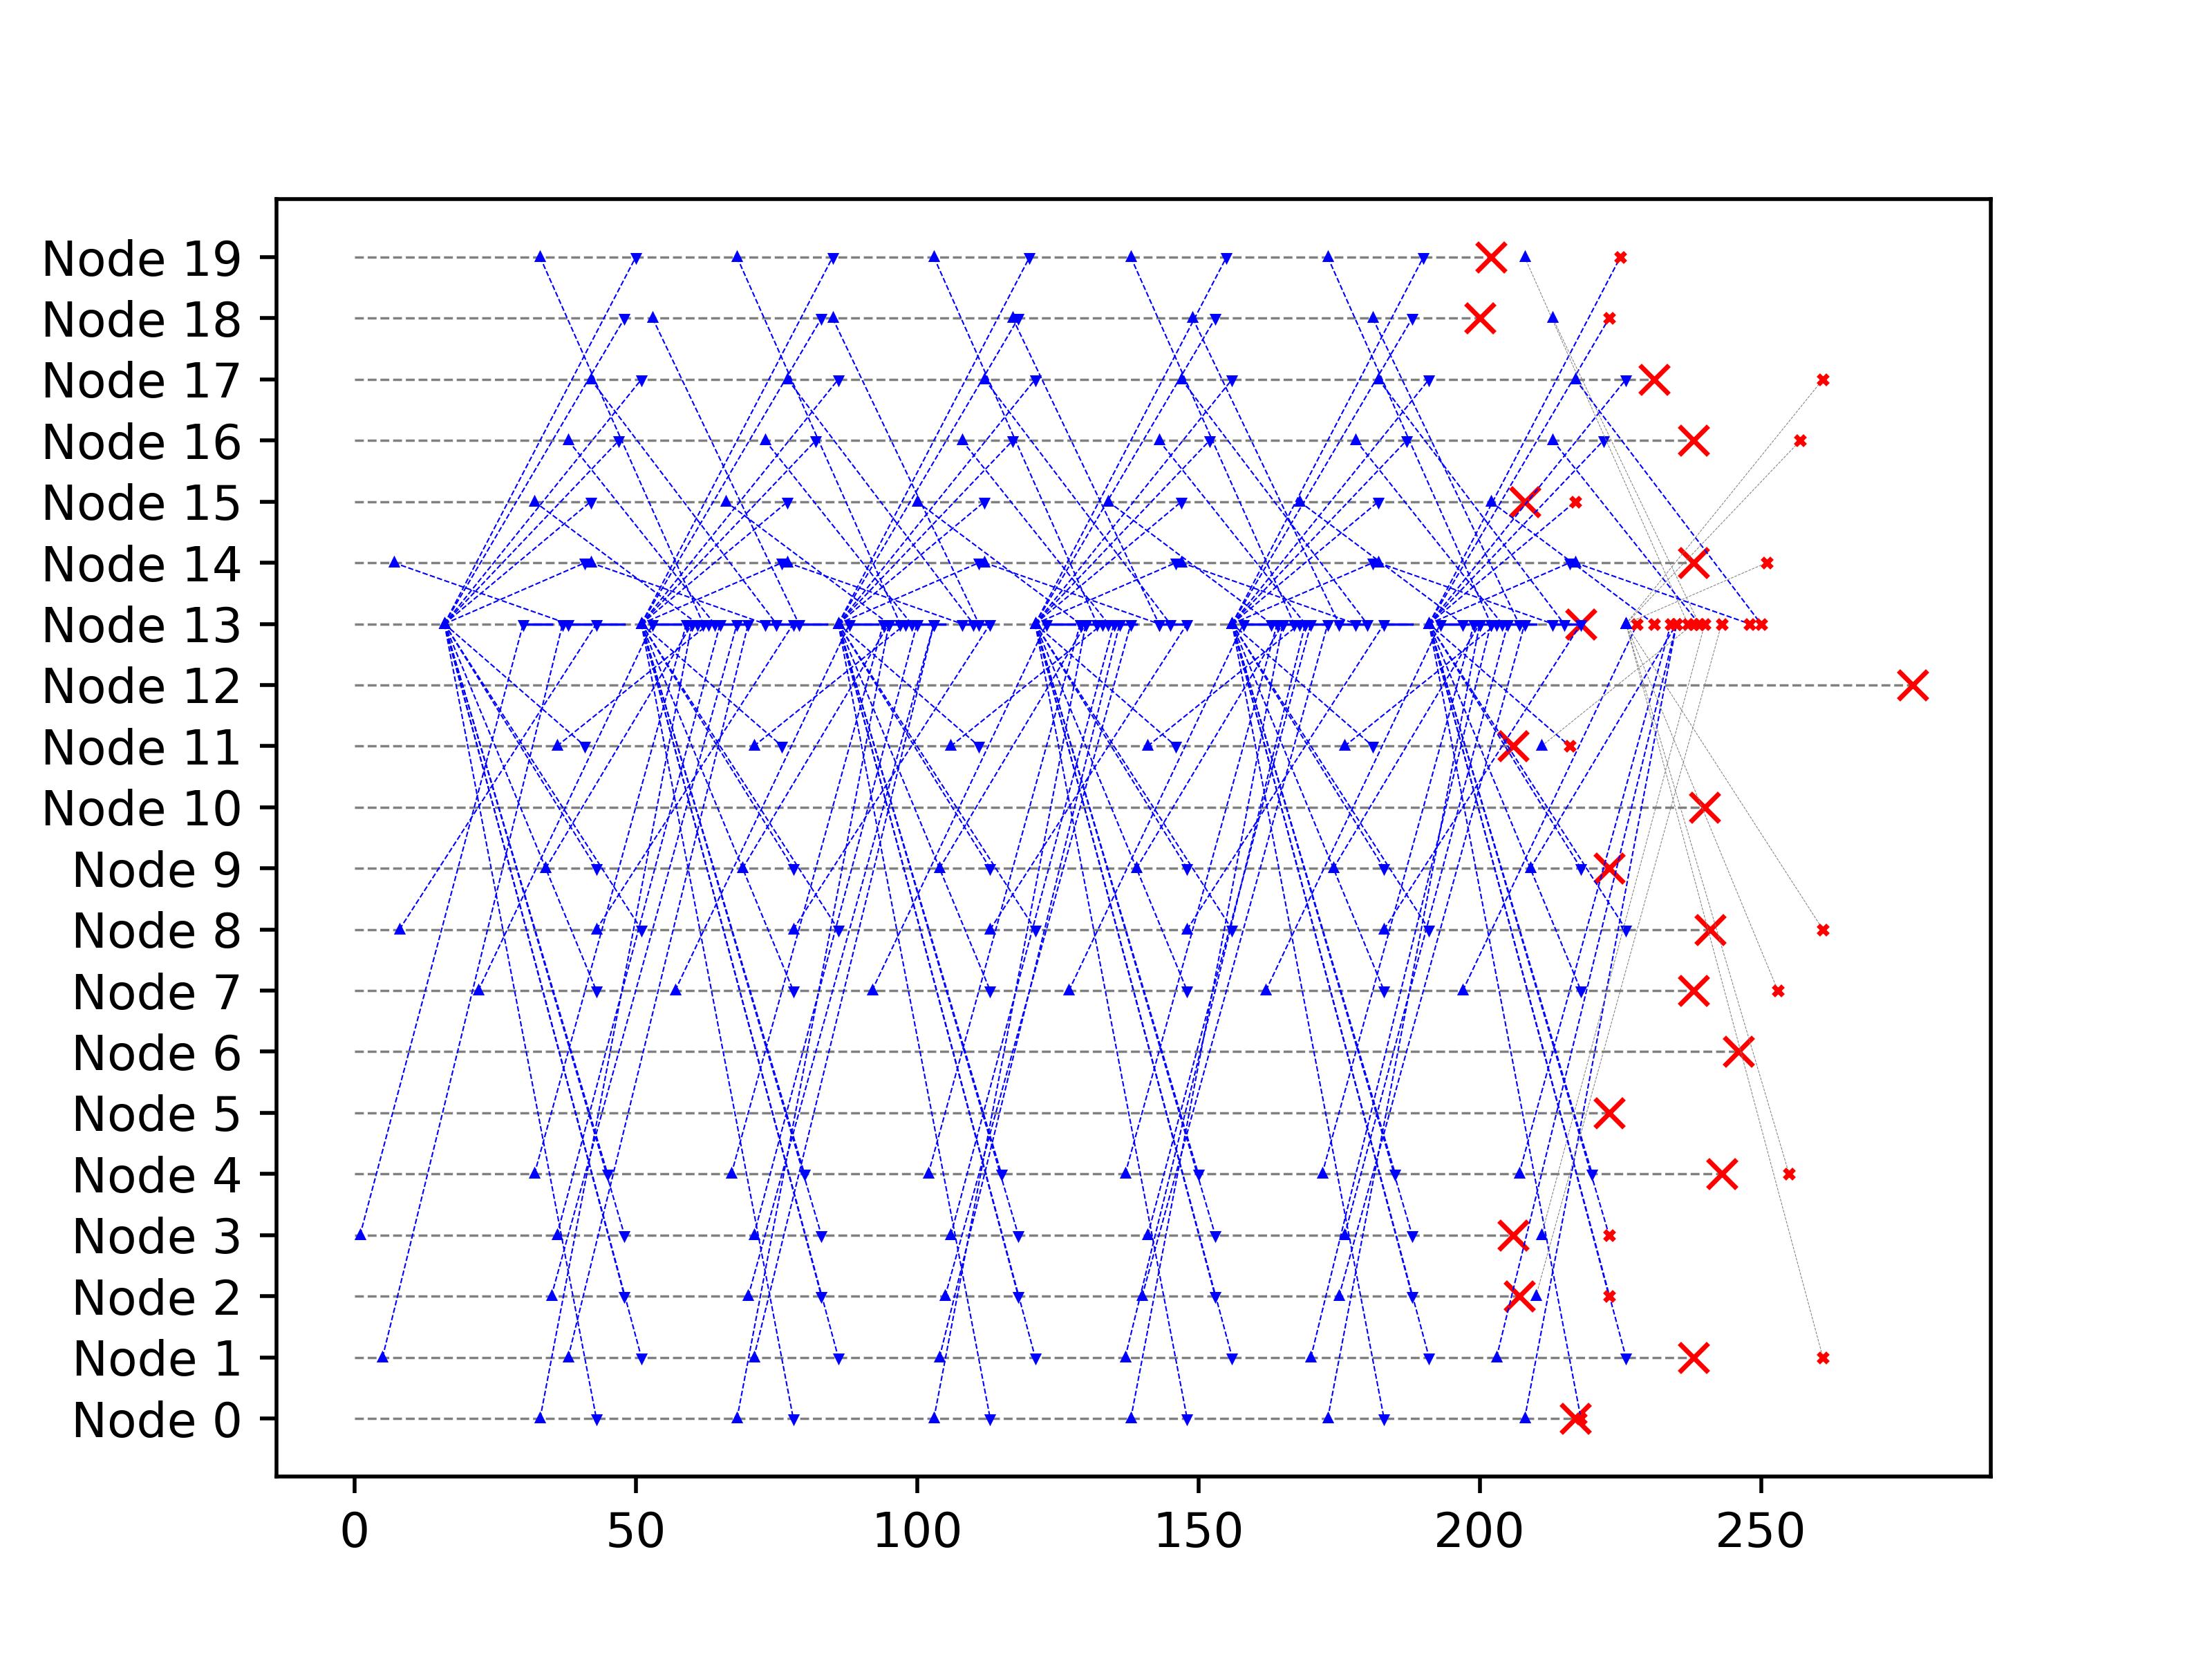 Node 19
Node 18
Node 17
Node 16
Node 15
Node 14
Node 13
Node 12
Node 11
Node 10
Node 9
Node 8
Node 7
Node 6
Node 5
Node 4
Node 3
Node 2
Node 1
Node 0
0 50 100 150 200 250